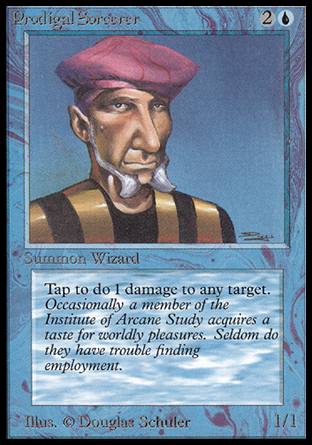 Prodigal Sorcerer 2
Summon Wizard
Tap to do 1 damage to any target.
Occasionally a member of the
Institute of Arcane Study acquires a
taste for worldly pleasures. Seldom do
they have trouble finding
employment.
Illus. © Douglas Schuler 1/1